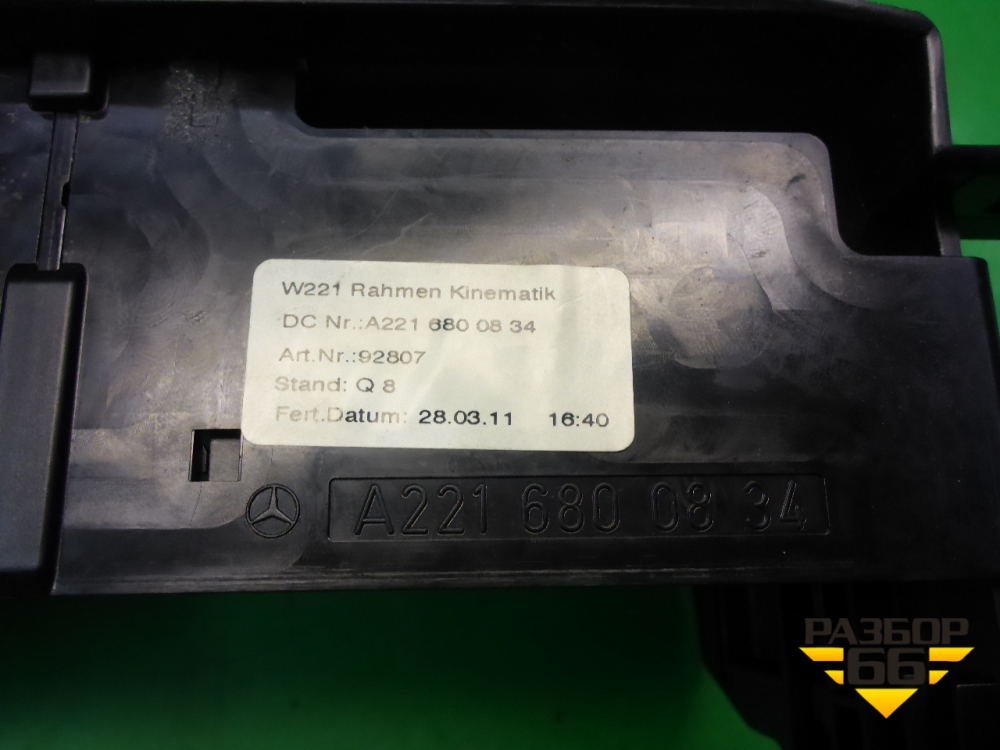 W221 Rahmen Kinematik
DC Nr.:A221 680 08 34
Art.Nr.:92807
Stand: Q 8
Fert.Datum: 28.03.11 16:40
A221 680 08 34
РАЗБОР
66